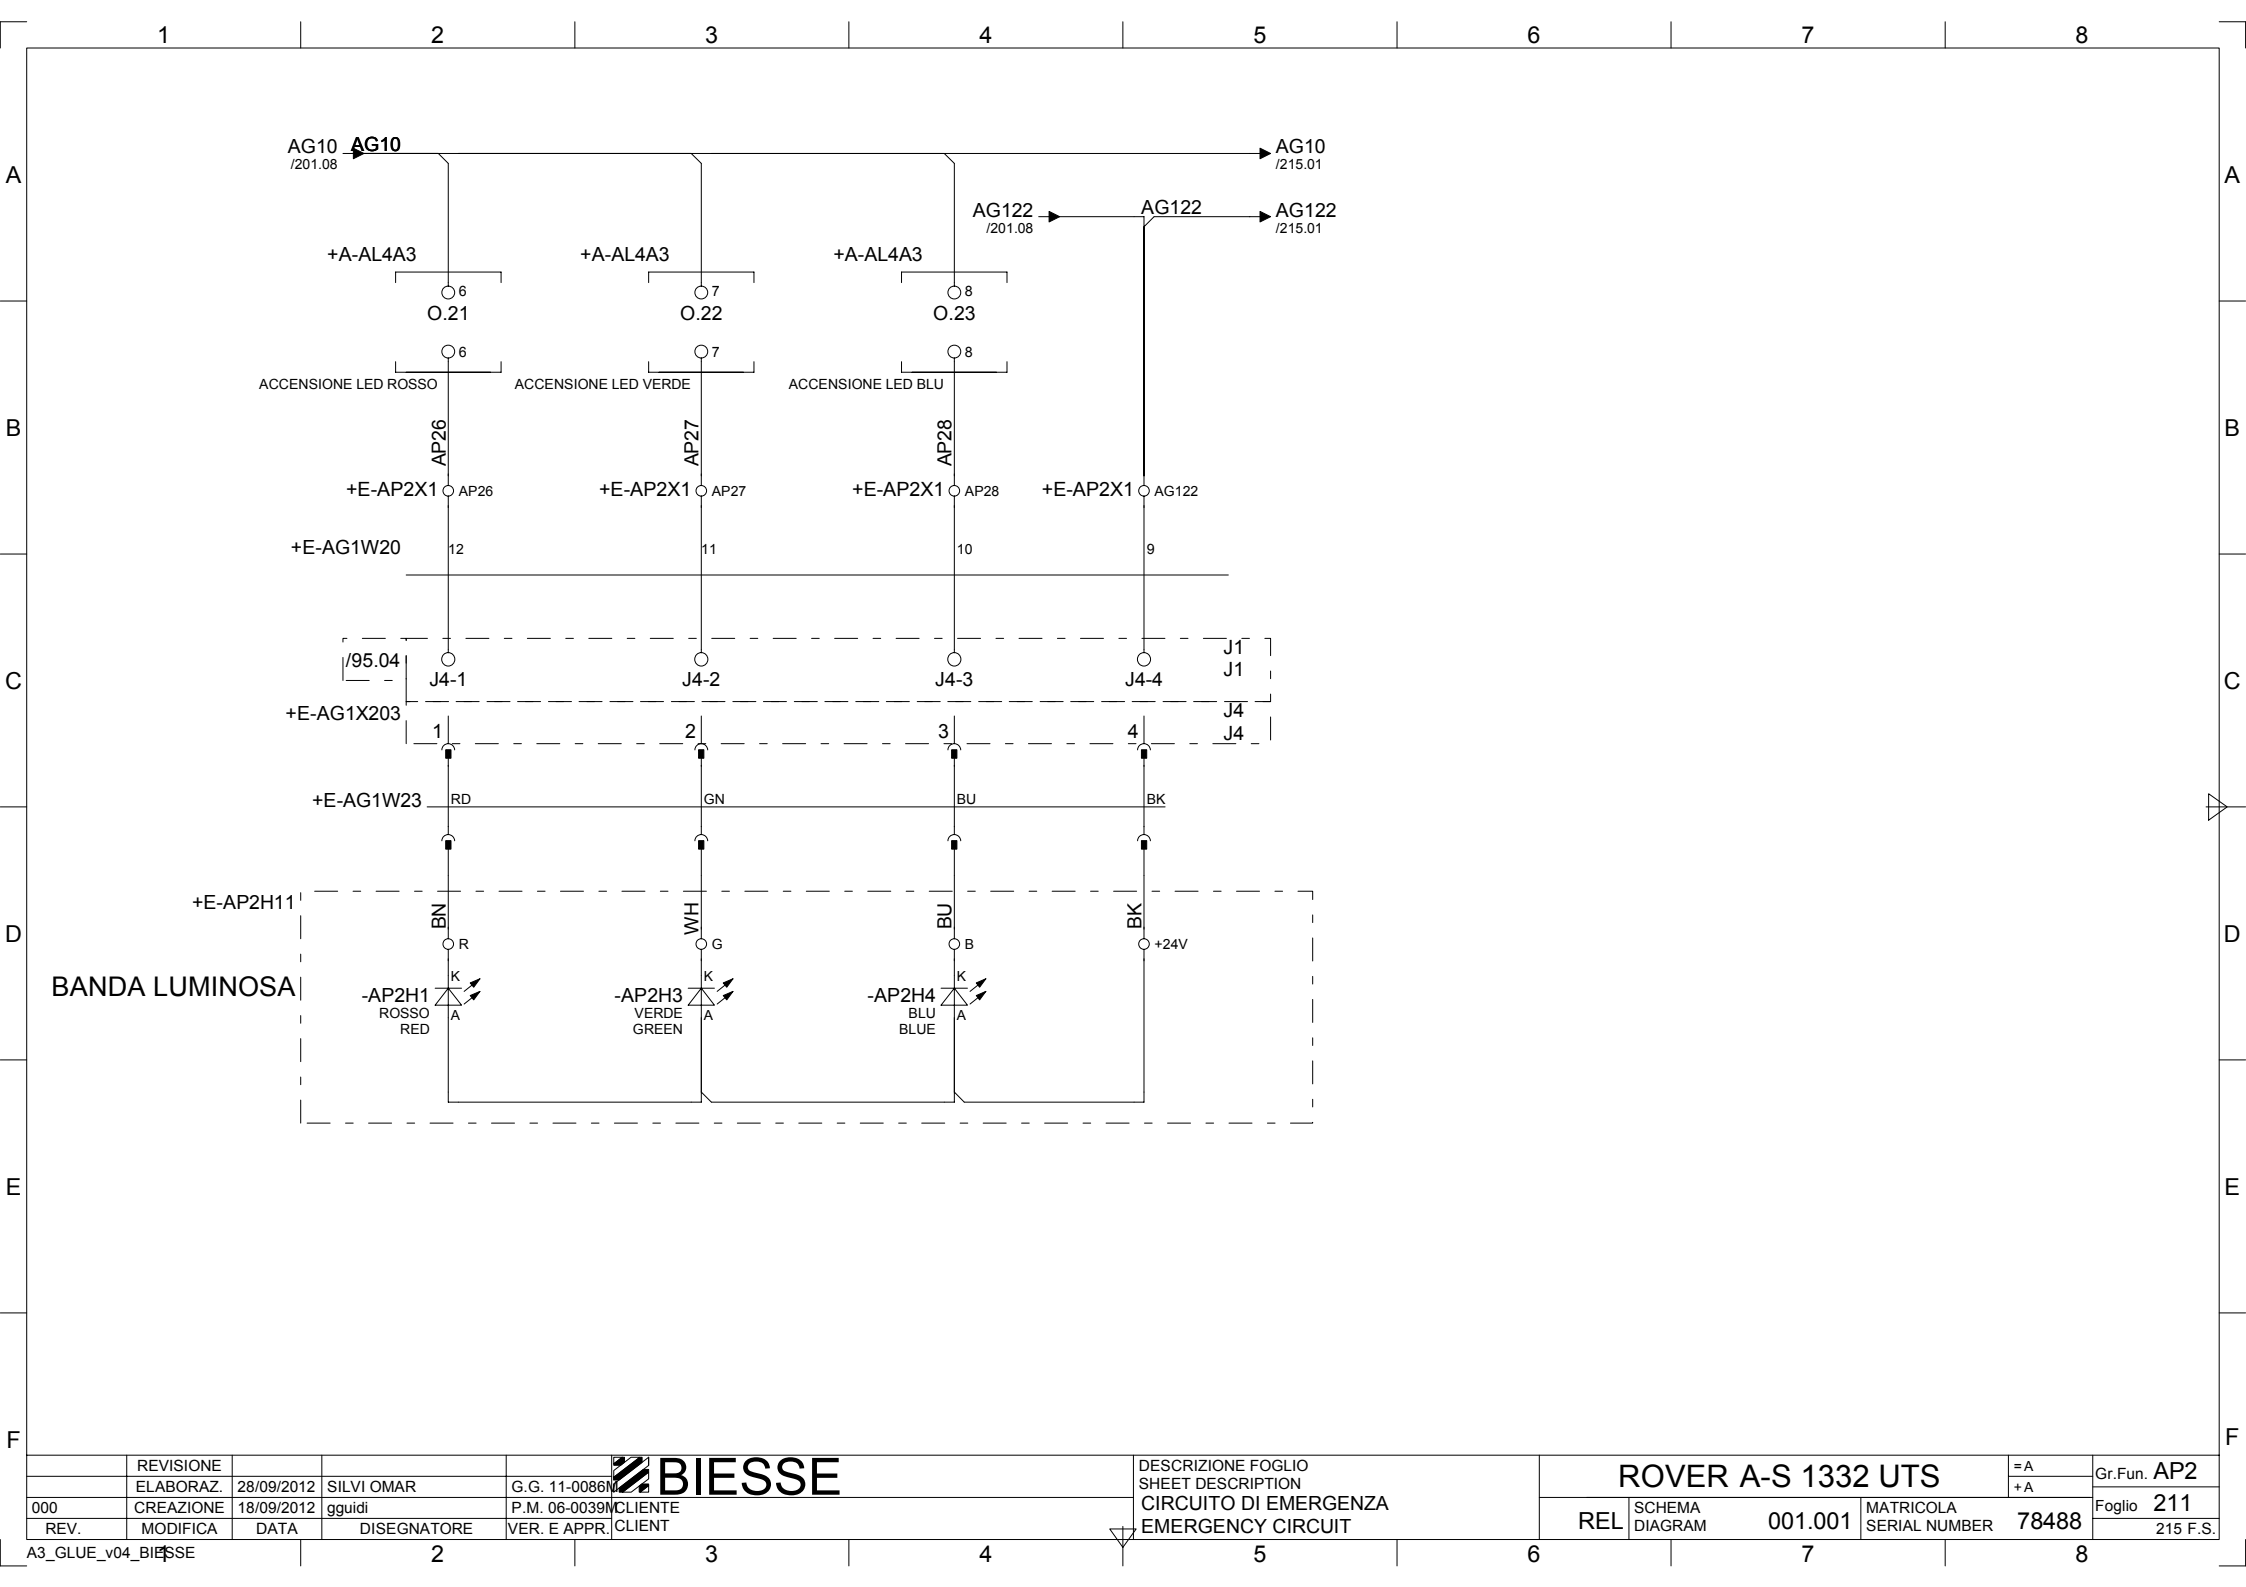 1 2 3 4 5 6 7 8
A A
B B
C C
D D
E E
F F
AG10 AG10 AG10
/201.08 /215.01
AG122 AG122 AG122
/201.08 /215.01
+A-AL4A3 +A-AL4A3 +A-AL4A3
6 7 8
O.21 O.22 O.23
6 7 8
ACCENSIONE LED ROSSO ACCENSIONE LED VERDE ACCENSIONE LED BLU
AP26 AP27 AP28
+E-AP2X1 AP26 +E-AP2X1 AP27 +E-AP2X1 AP28 +E-AP2X1 AG122
+E-AG1W20 12 11 10 9
J1
/95.04 J1
J4-1 J4-2 J4-3 J4-4
+E-AG1X203 J4
1 2 3 4 J4
+E-AG1W23 RD GN BU BK
+E-AP2H11 BN WH BU BK
R G B +24V
BANDA LUMINOSA
K K K
-AP2H1 -AP2H3 -AP2H4
A A A
ROSSO VERDE BLU
RED GREEN BLUE
REVISIONE
ELABORAZ. 28/09/2012 SILVI OMAR G.G. 11-0086M
000 CREAZIONE 18/09/2012 gguidi P.M. 06-0039M
REV. MODIFICA DATA DISEGNATORE VER. E APPR.
BIESSE
CLIENTE
CLIENT
DESCRIZIONE FOGLIO
SHEET DESCRIPTION
CIRCUITO DI EMERGENZA
EMERGENCY CIRCUIT
ROVER A-S 1332 UTS
REL SCHEMA
DIAGRAM 001.001
MATRICOLA
SERIAL NUMBER 78488
= A
+ A
Gr.Fun. AP2
Foglio 211
215 F.S.
A3_GLUE_v04_BIESSE
1 2 3 4 5 6 7 8